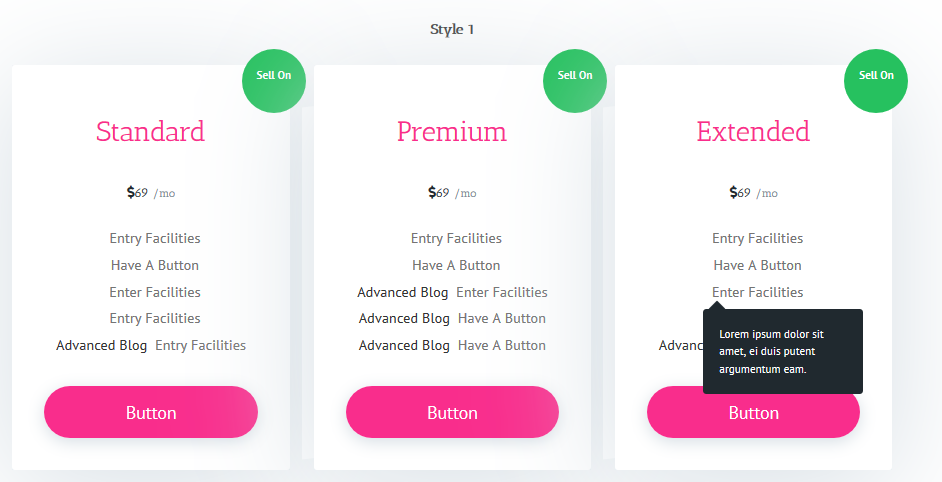 Style 1
Sell On
Standard
$69 /mo
Entry Facilities
Have A Button
Enter Facilities
Entry Facilities
Advanced Blog Entry Facilities
Button
Sell On
Premium
$69 /mo
Entry Facilities
Have A Button
Advanced Blog Enter Facilities
Advanced Blog Have A Button
Advanced Blog Have A Button
Button
Sell On
Extended
$69 /mo
Entry Facilities
Have A Button
Enter Facilities
Lorem ipsum dolor sit
amet, ei duis putent
argumentum eam.
Button